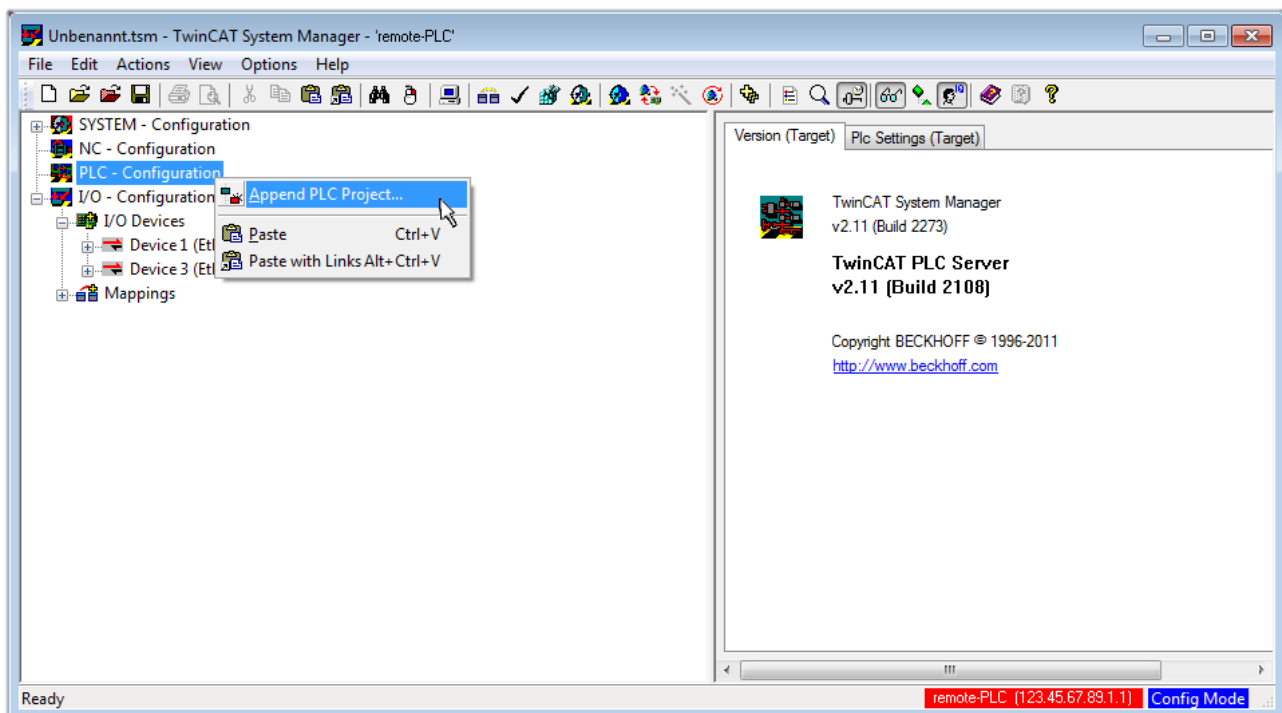 Unbenannt.tsm - TwinCAT System Manager - 'remote-PLC'
File Edit Actions View Options Help
SYSTEM - Configuration
NC - Configuration
PLC - Configuration
I/O - Configuration
I/O Devices
Device 1 (Etl
Device 3 (Etl
Mappings
Append PLC Project...
Paste Ctrl+V
Paste with Links Alt+Ctrl+V
Version (Target) Plc Settings (Target)
TwinCAT System Manager
v2.11 (Build 2273)
TwinCAT PLC Server
v2.11 (Build 2108)
Copyright BECKHOFF © 1996-2011
http://www.beckhoff.com
Ready remote-PLC (123.45.67.89.1.1) Config Mode